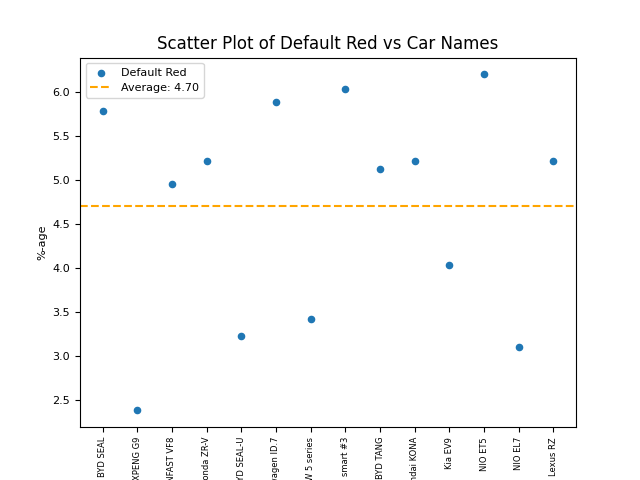 Scatter Plot of Default Red vs Car Names
Default Red
Average: 4.70
6.0
5.5
5.0
4.5
4.0
3.5
3.0
2.5
%-age
BYD SEAL
XPENG G9
NFAST VF8
onda ZR-V
YD SEAL-U
agen ID.7
W 5 series
smart #3
BYD TANG
ndai KONA
Kia EV9
NIO ET5
NIO EL7
Lexus RZ